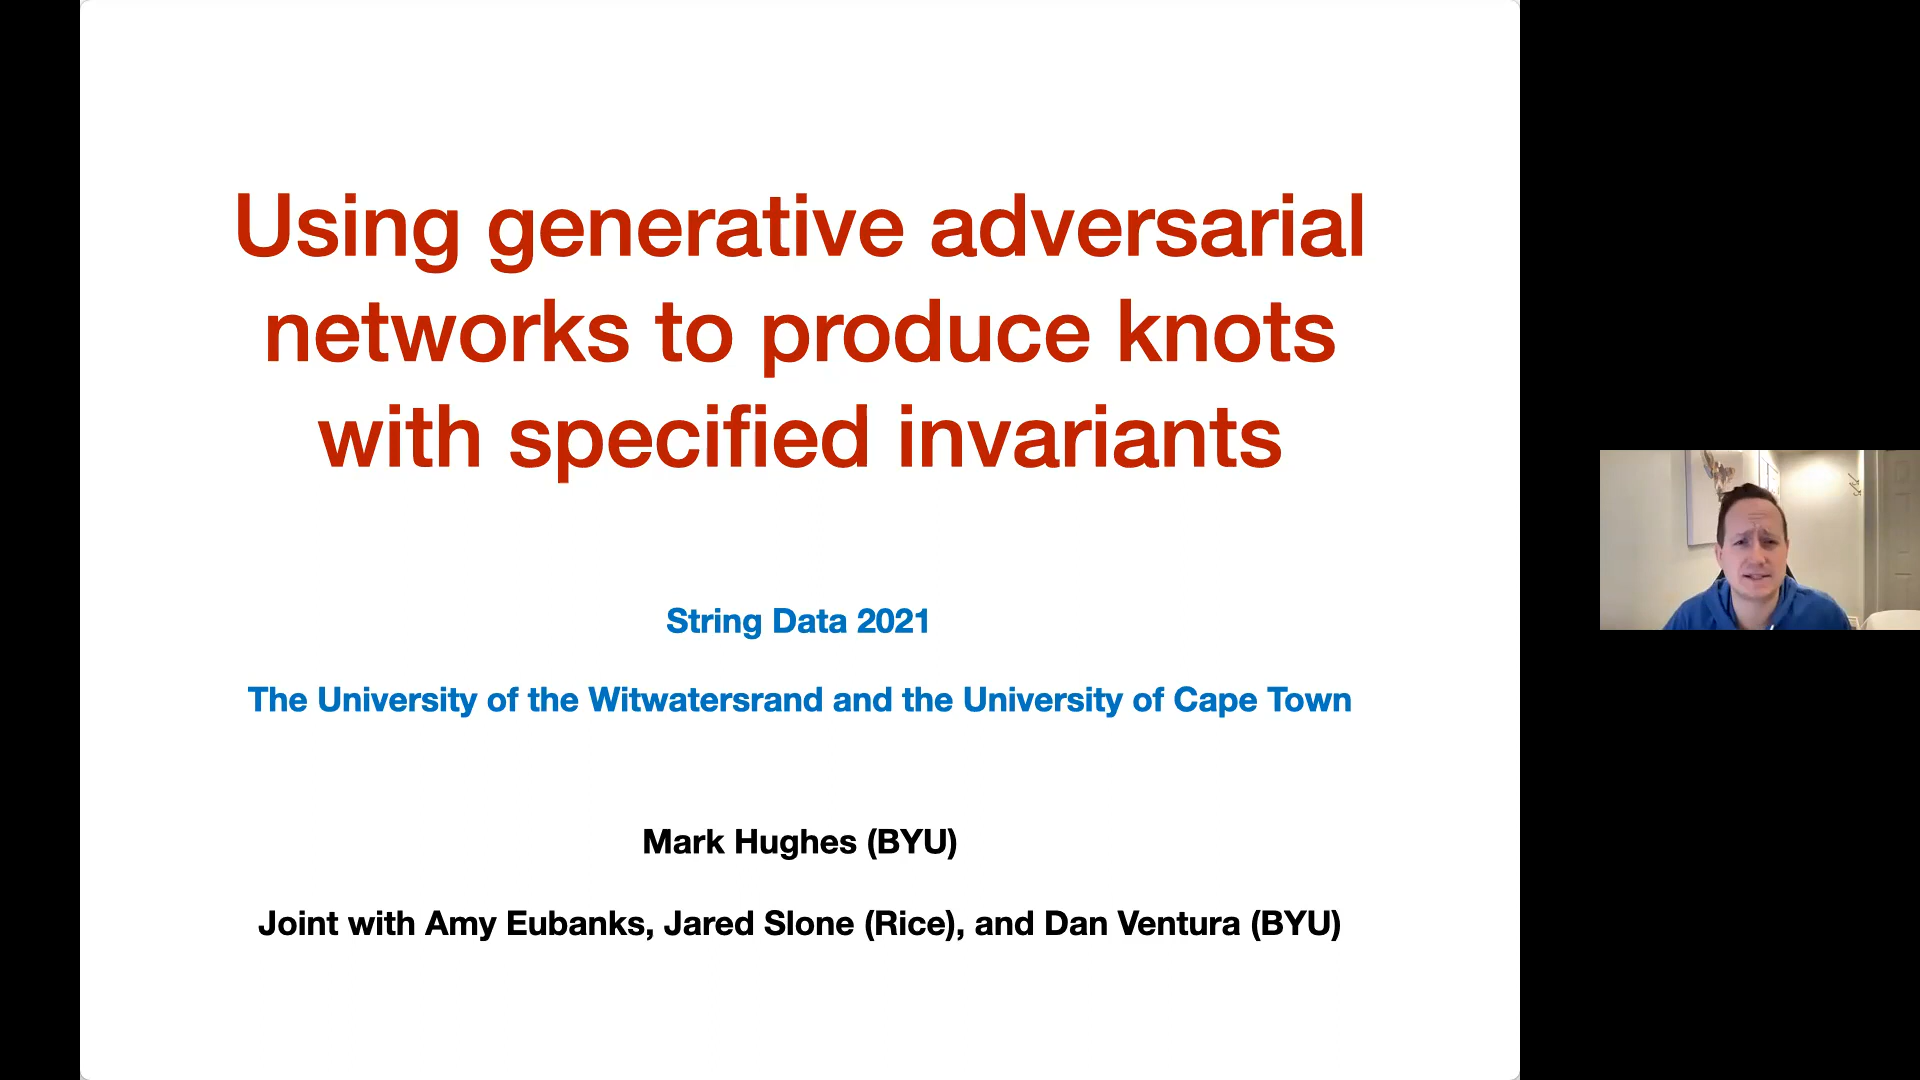 Using generative adversarial
networks to produce knots
with specified invariants
String Data 2021
The University of the Witwatersrand and the University of Cape Town
Mark Hughes (BYU)
Joint with Amy Eubanks, Jared Slone (Rice), and Dan Ventura (BYU)